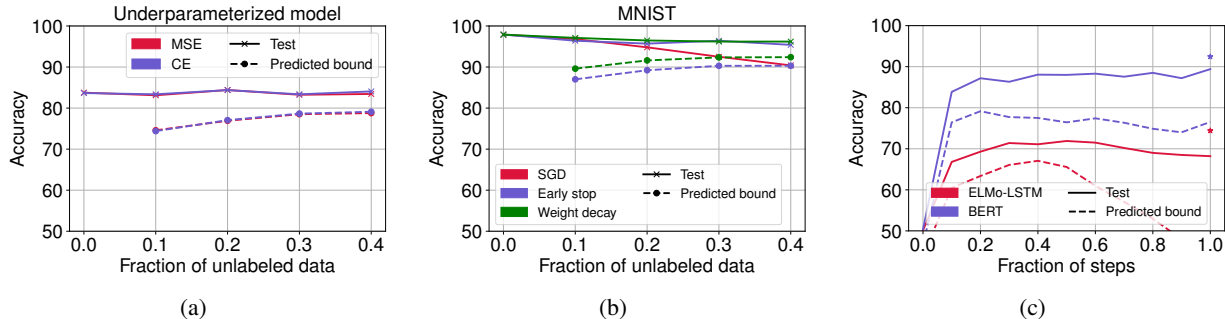 Underparameterized model
100
90
80
70
60
50
Accuracy
MSE
CE
Test
Predicted bound
0.0 0.1 0.2 0.3 0.4
Fraction of unlabeled data
(a)
MNIST
100
90
80
70
60
50
Accuracy
SGD
Early stop
Weight decay
Test
Predicted bound
0.0 0.1 0.2 0.3 0.4
Fraction of unlabeled data
(b)
100
90
80
70
60
50
Accuracy
ELMo-LSTM
BERT
Test
Predicted bound
0.0 0.2 0.4 0.6 0.8 1.0
Fraction of steps
(c)